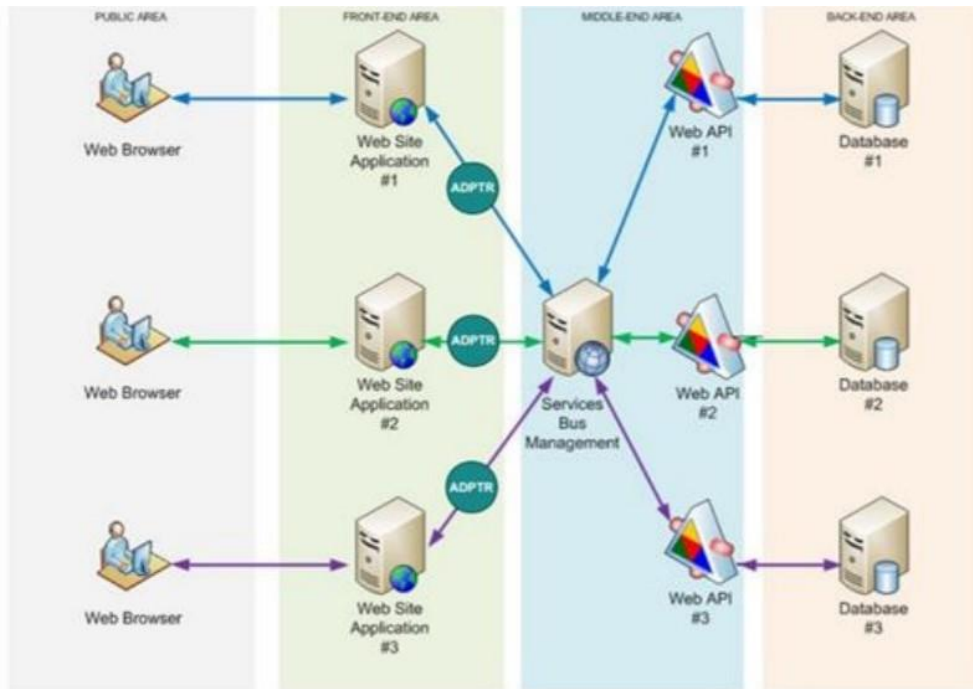 PUBLIC AREA
FRONT-END AREA
MIDDLE-END AREA
BACK-END AREA
Web Browser
Web Site
Application
#1
ADPTR
Web API
#1
Database
#1
Web Browser
Web Site
Application
#2
ADPTR
Services
Bus
Management
Web API
#2
Database
#2
ADPTR
Web Browser
Web Site
Application
#3
Web API
#3
Database
#3